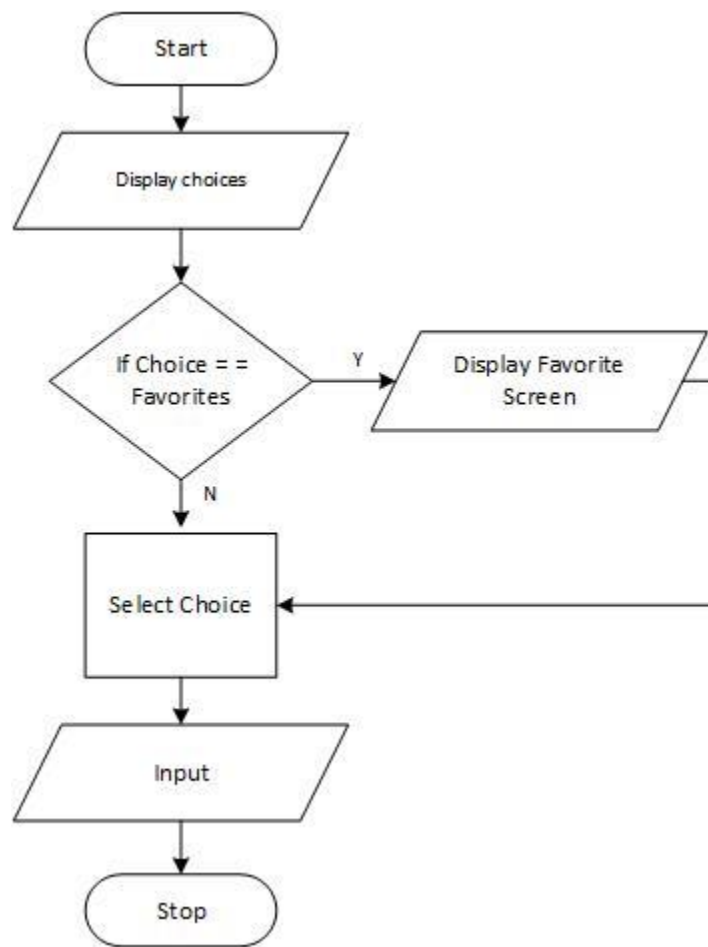 Start
Display choices
If Choice = =
Favorites
Y
Display Favorite
Screen
N
Select Choice
Input
Stop